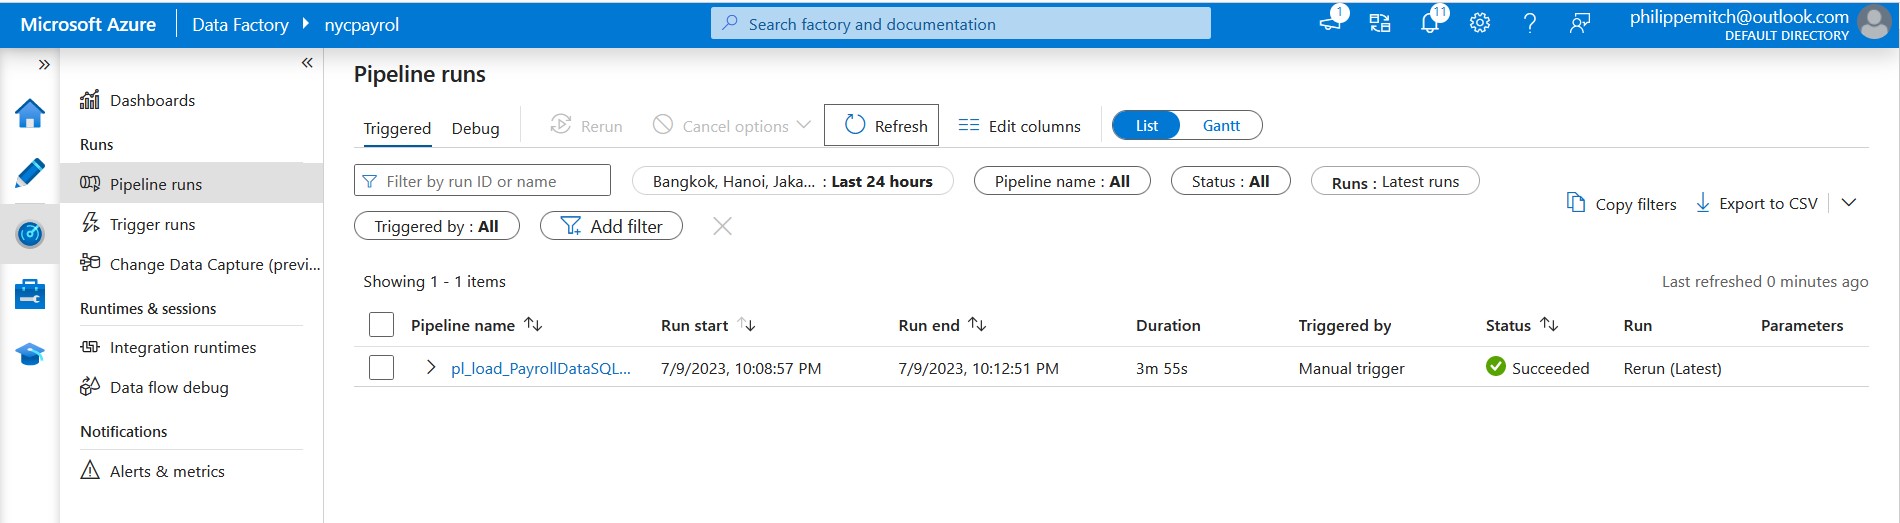 Microsoft Azure Data Factory nycpayrol Search factory and documentation 1 11 philippemitch@outlook.com
DEFAULT DIRECTORY
Dashboards
Runs
Pipeline runs
Trigger runs
Change Data Capture (previ...
Runtimes & sessions
Integration runtimes
Data flow debug
Notifications
Alerts & metrics
Pipeline runs
Triggered Debug Rerun Cancel options Refresh Edit columns List Gantt
Filter by run ID or name Bangkok, Hanoi, Jaka... : Last 24 hours Pipeline name : All Status : All Runs : Latest runs
Triggered by : All Add filter
Copy filters Export to CSV
Showing 1 - 1 items Last refreshed 0 minutes ago
Pipeline name Run start Run end Duration Triggered by Status Run Parameters
pl_load_PayrollDataSQL... 7/9/2023, 10:08:57 PM 7/9/2023, 10:12:51 PM 3m 55s Manual trigger Succeeded Rerun (Latest)